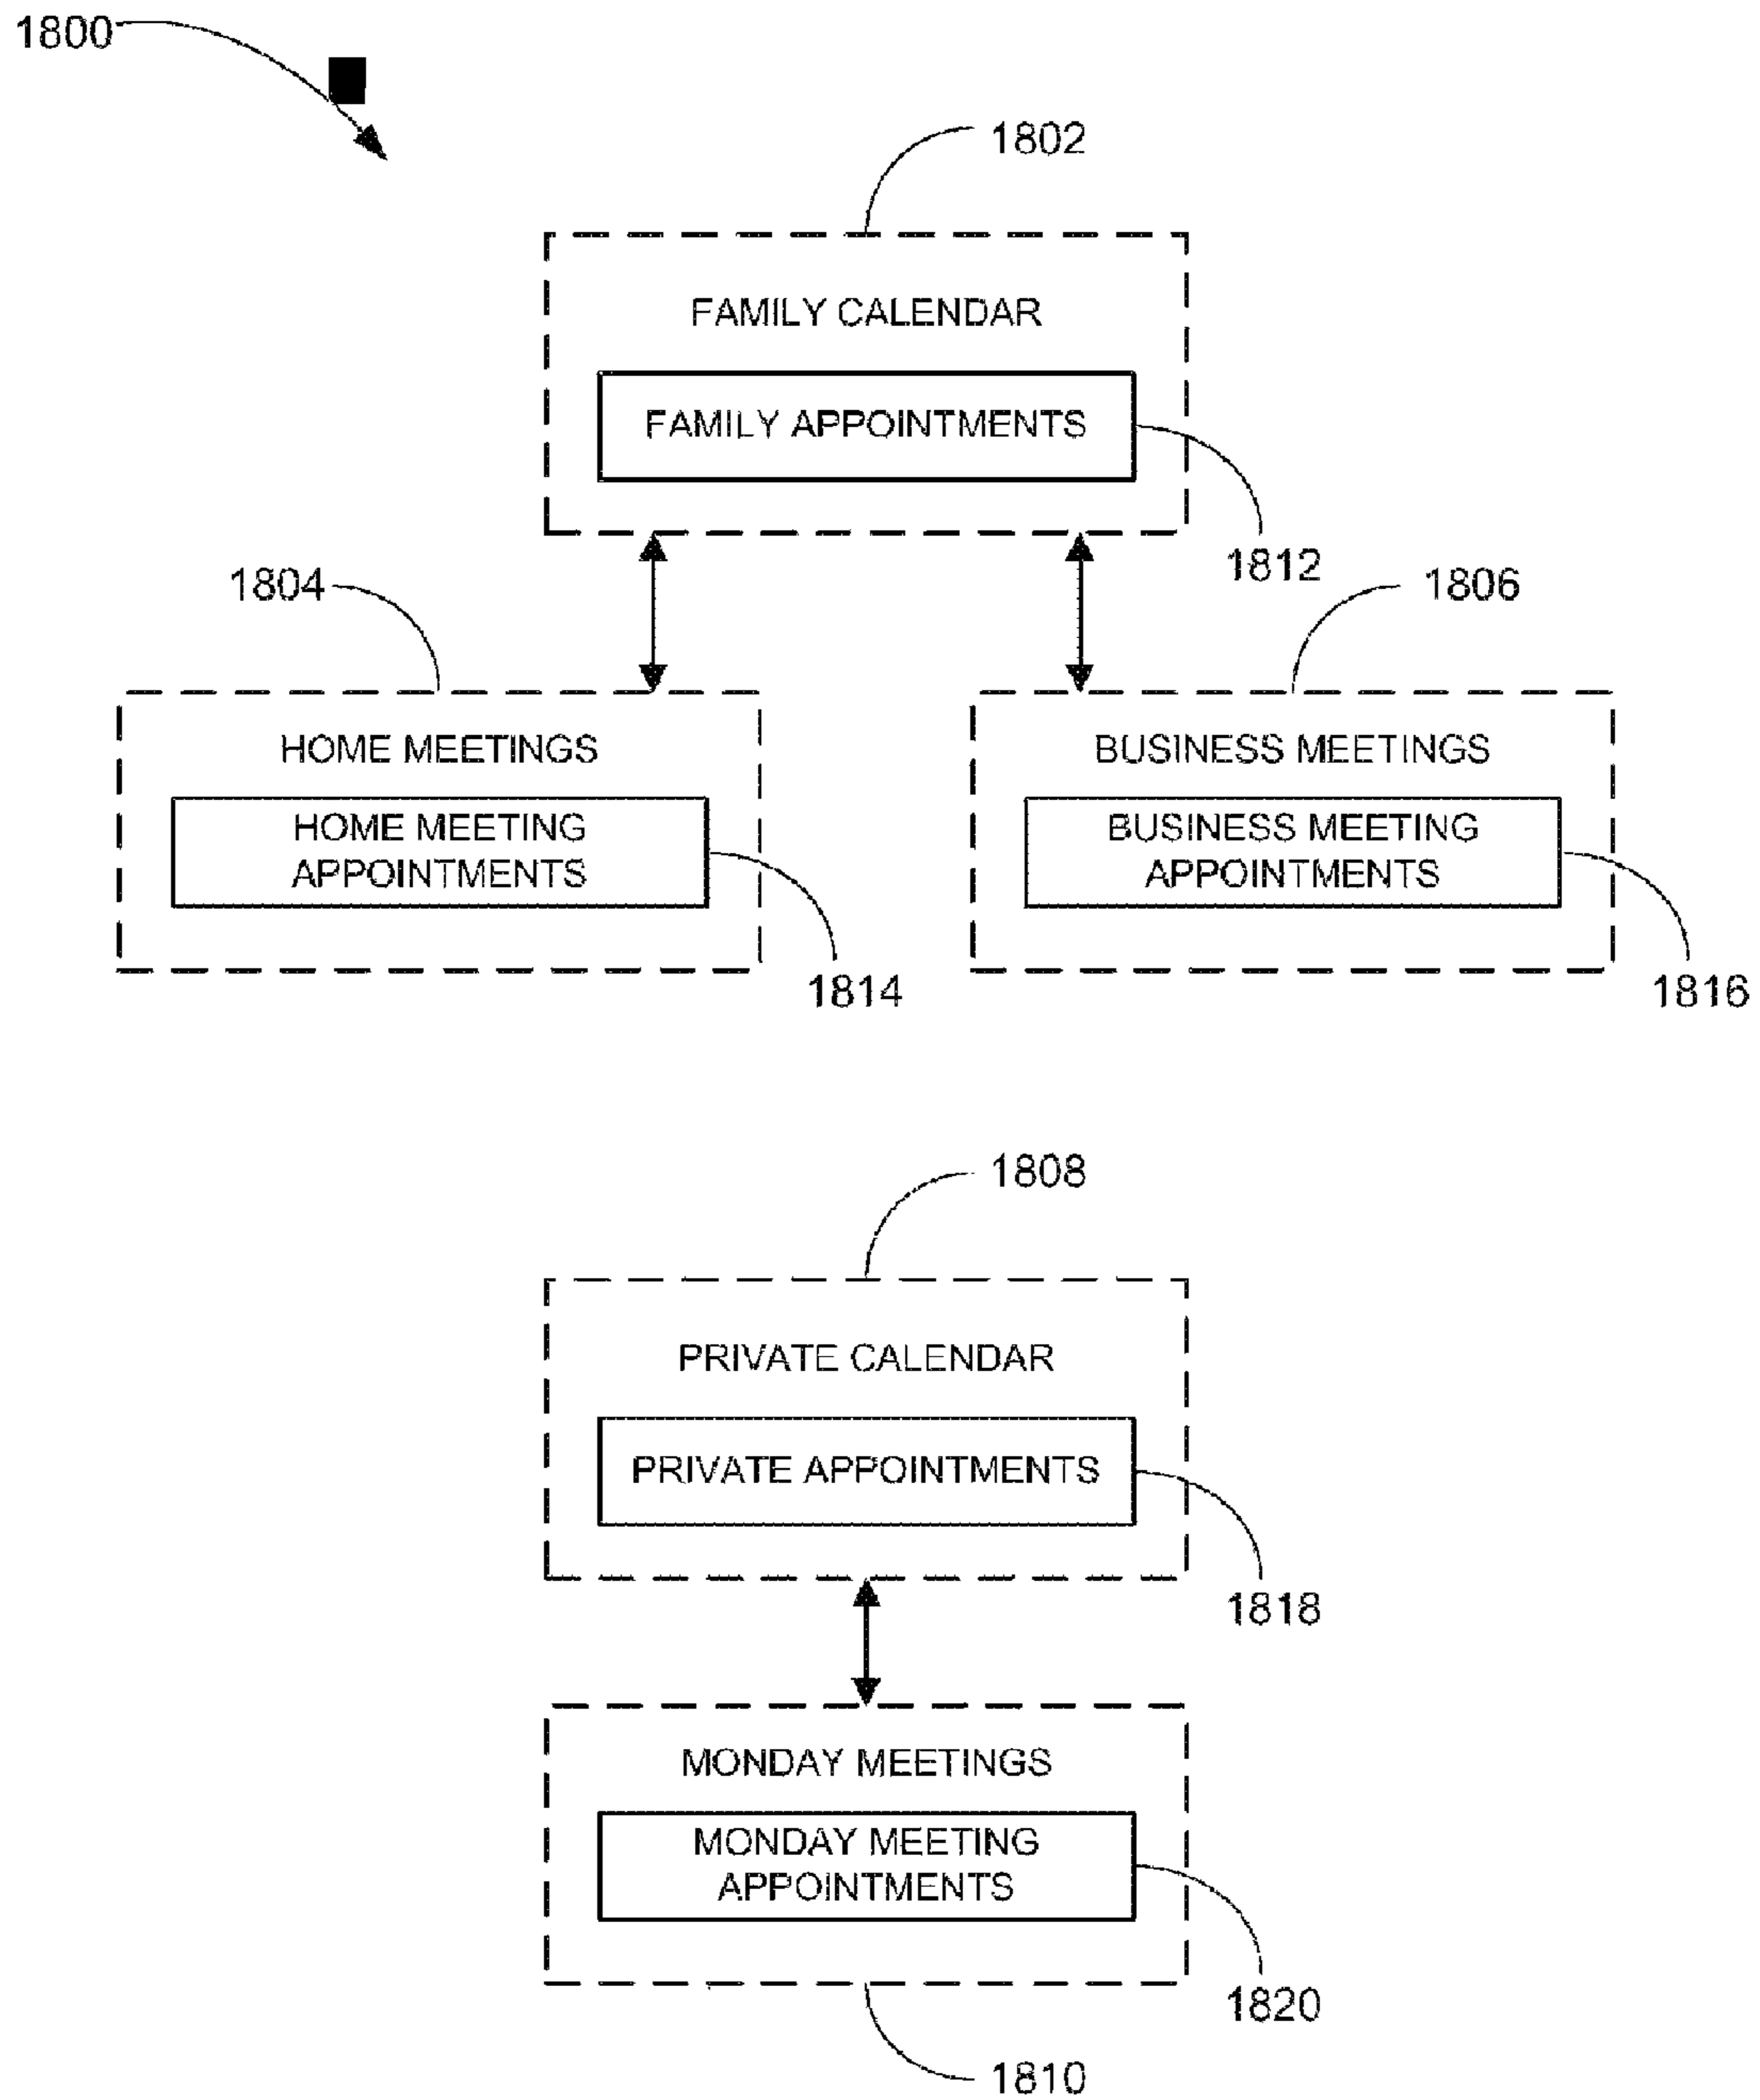 1800
1802
FAMILY CALENDAR
FAMILY APPOINTMENTS
1812
1804
1806
HOME MEETINGS
HOME MEETING
APPOINTMENTS
1814
BUSINESS MEETINGS
BUSINESS MEETING
APPOINTMENTS
1816
1808
PRIVATE CALENDAR
PRIVATE APPOINTMENTS
1818
MONDAY MEETINGS
MONDAY MEETING
APPOINTMENTS
1820
1810